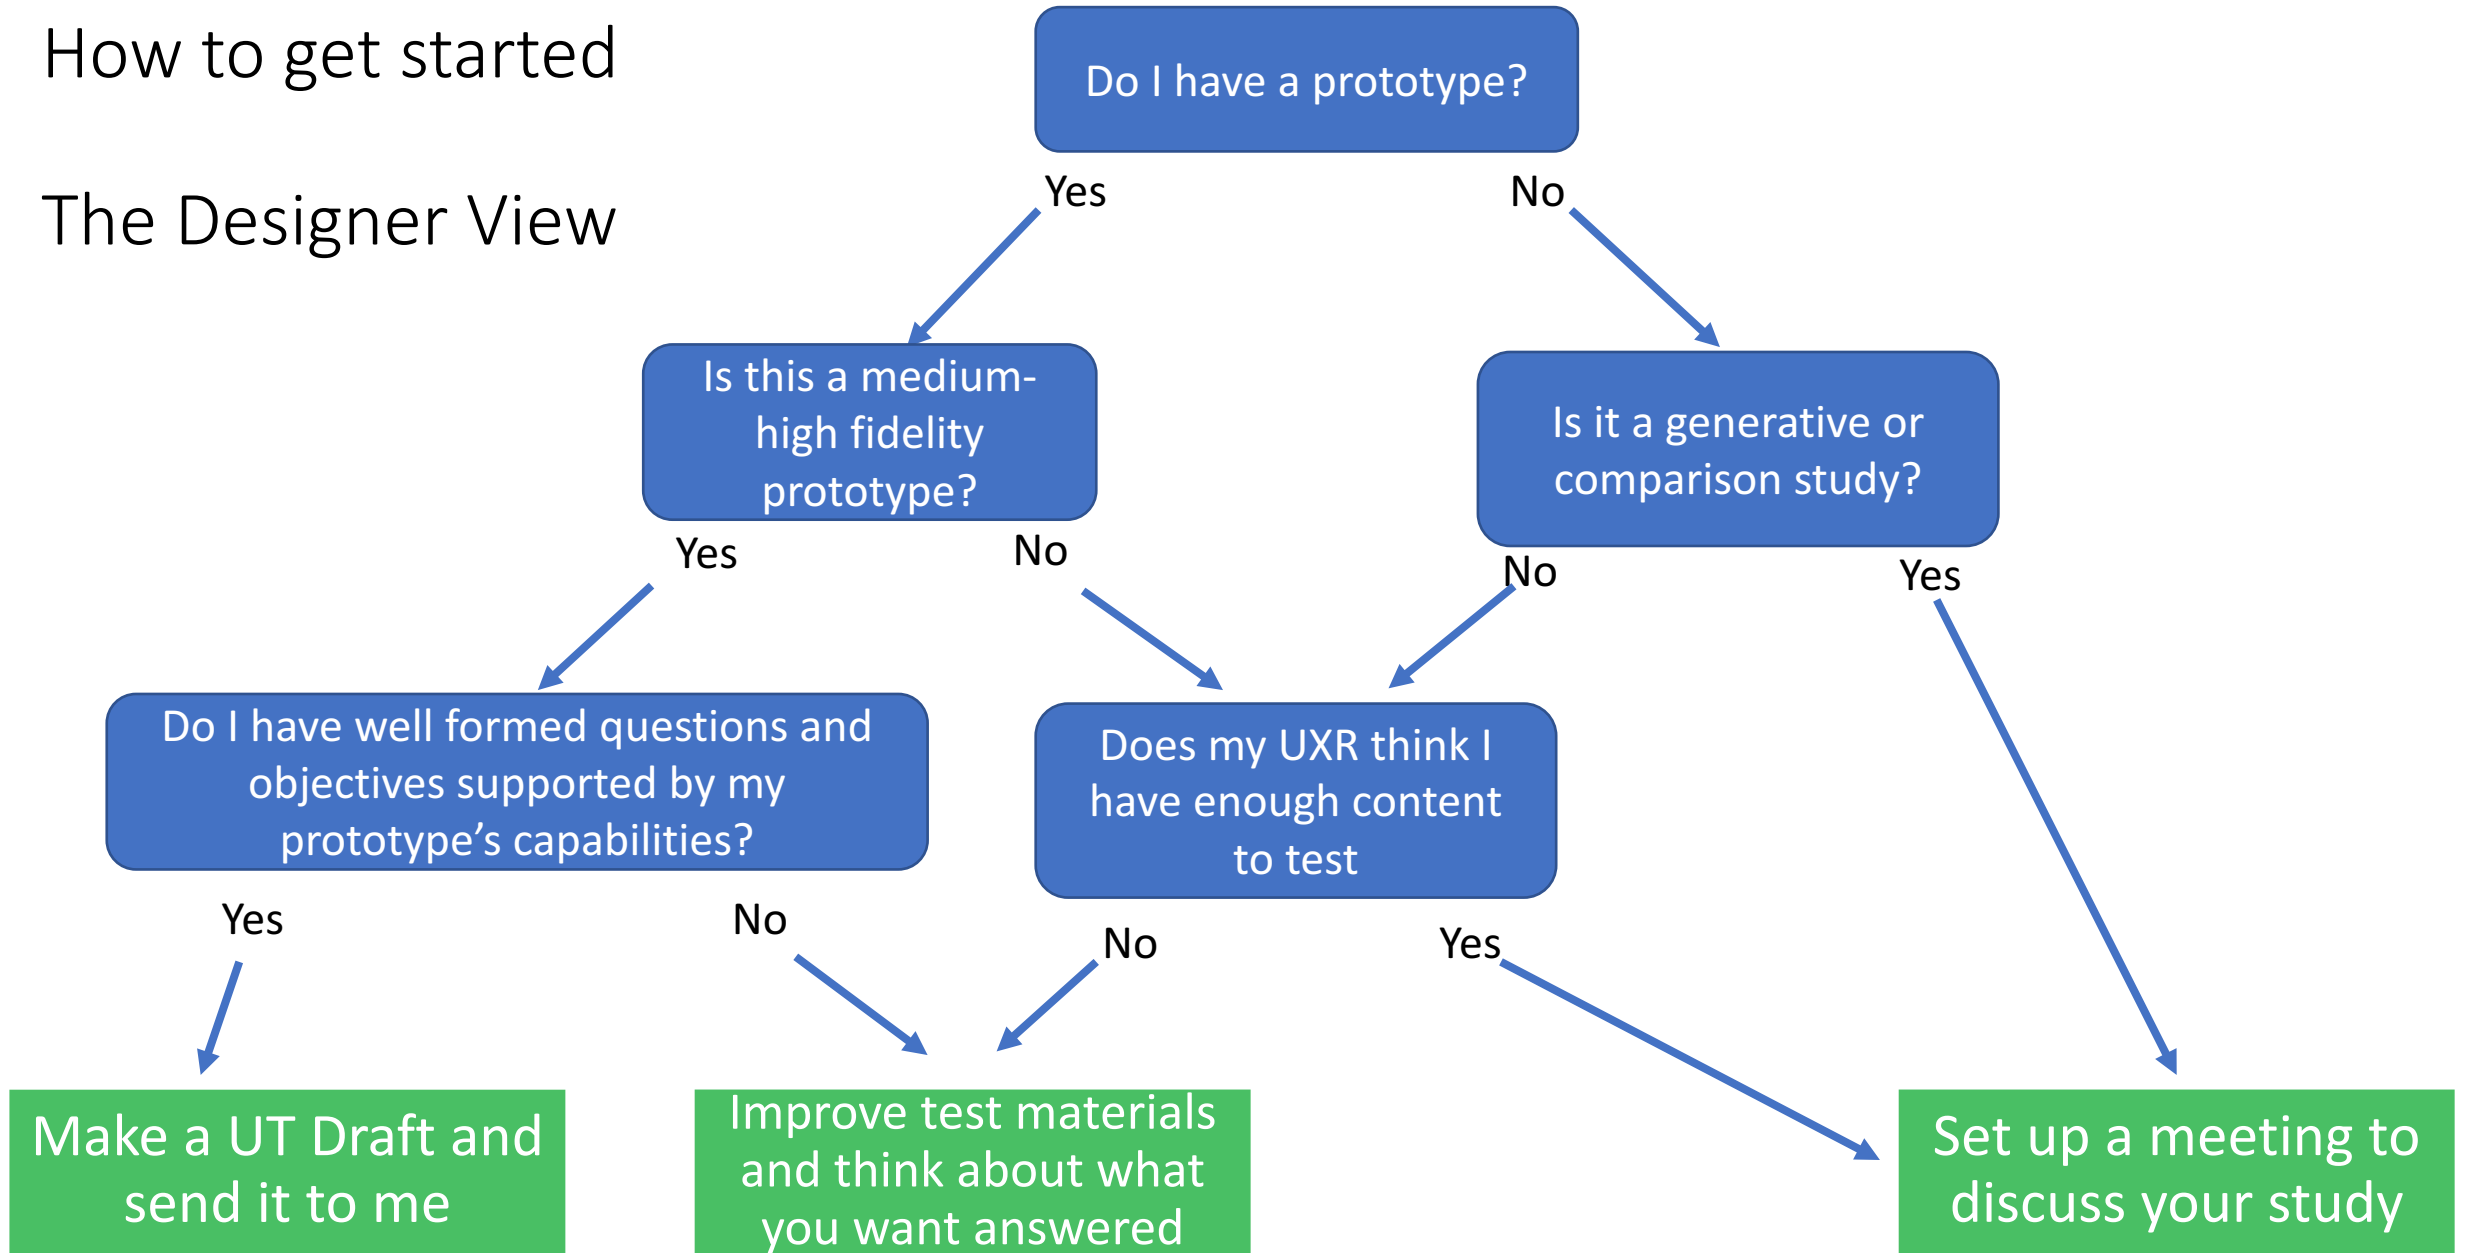 How to get started
The Designer View
Do I have a prototype?
Yes
No
Is this a medium-
high fidelity
prototype?
Is it a generative or
comparison study?
Yes
No
No
Yes
Do I have well formed questions and
objectives supported by my
prototype’s capabilities?
Does my UXR think I
have enough content
to test
Yes
No
No
Yes
Make a UT Draft and
send it to me
Improve test materials
and think about what
you want answered
Set up a meeting to
discuss your study